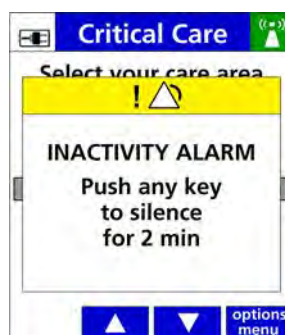 Critical Care
Select your care area
!
INACTIVITY ALARM
Push any key
to silence
for 2 min
options
menu